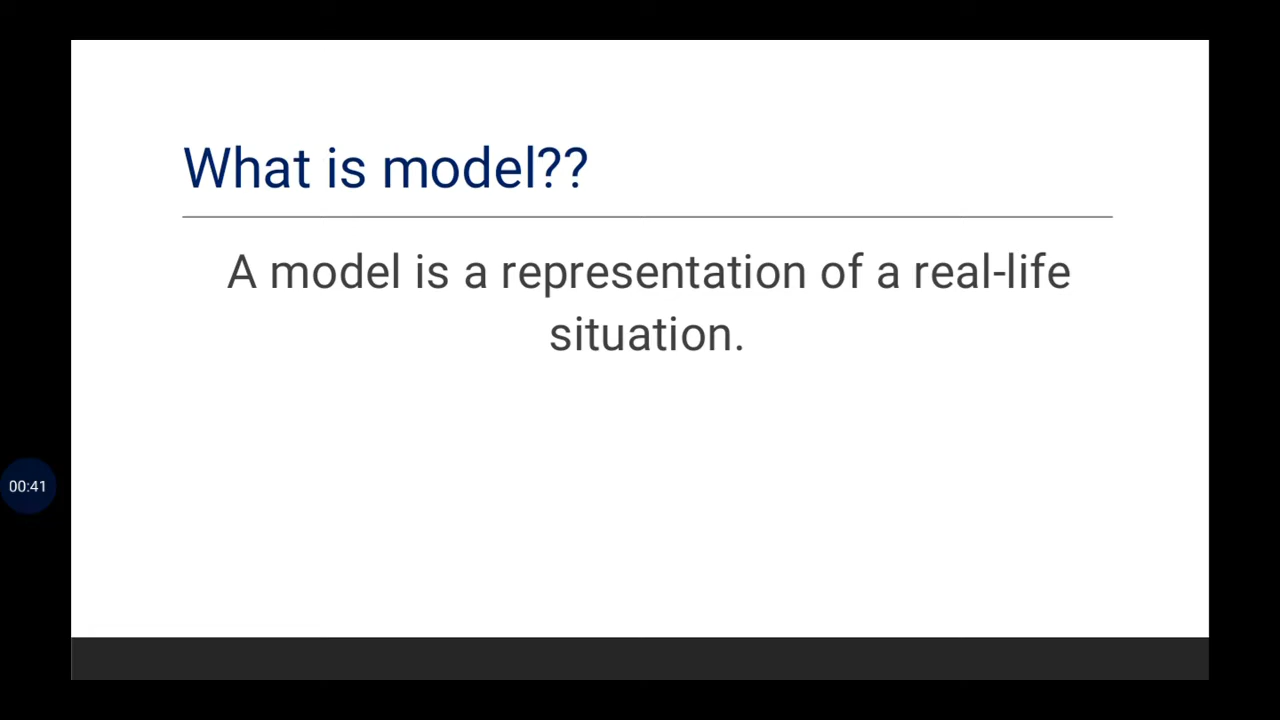 What is model??
A model is a representation of a real-life
situation.
00:41